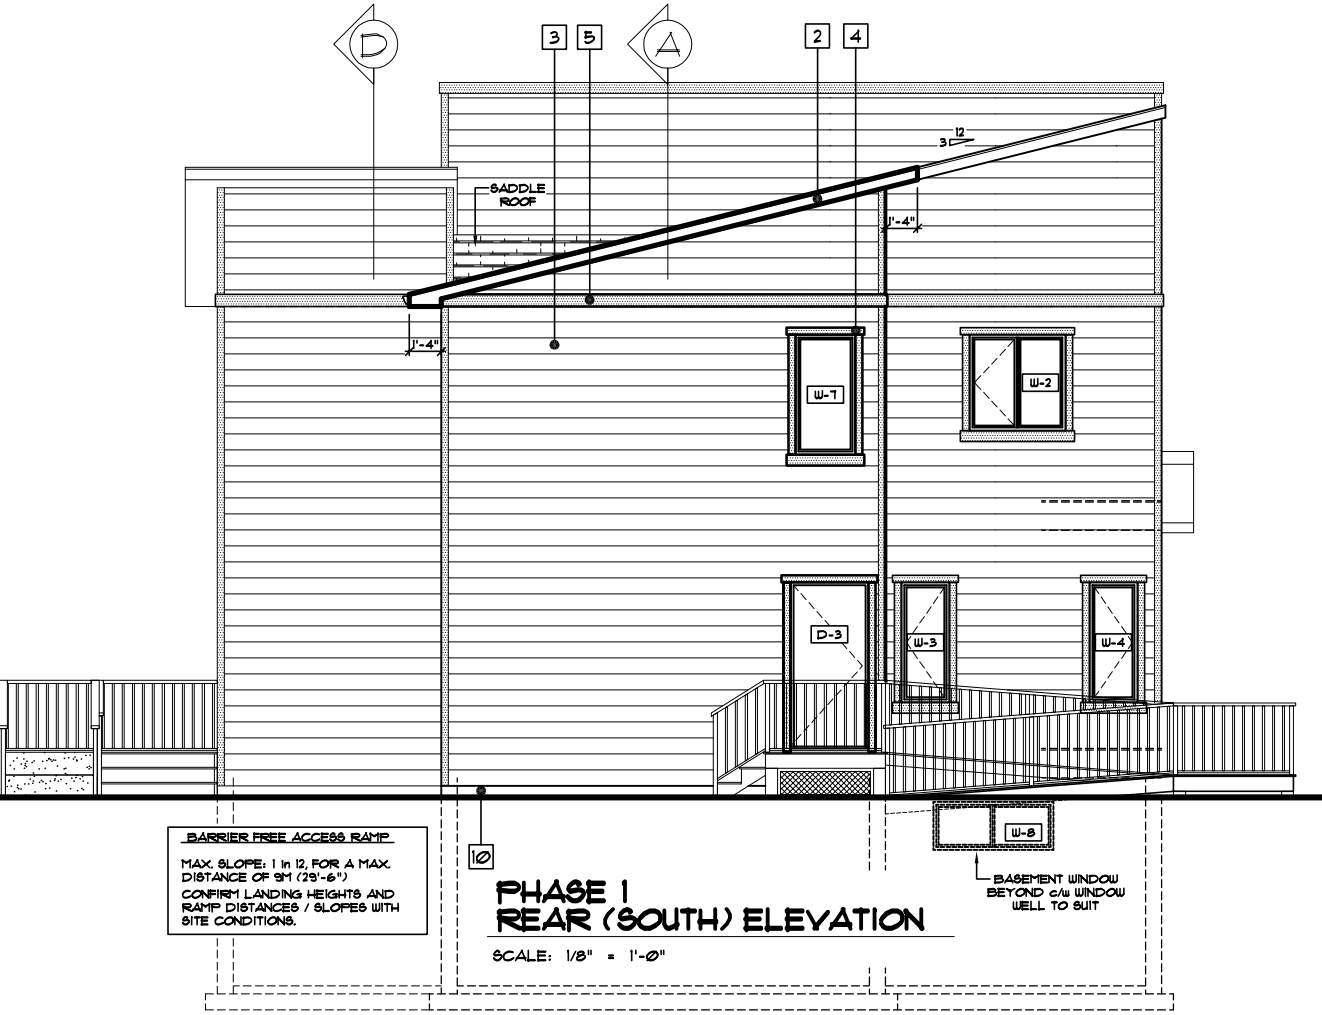 D
3
5
A
2
4
12
3
SADDLE
ROOF
1'-4"
1'-4"
W-7
W-2
D-3
W-3
W-4
BARRIER FREE ACCESS RAMP
MAX. SLOPE: 1 in 12, FOR A MAX.
DISTANCE OF 9M (29'-6")
CONFIRM LANDING HEIGHTS AND
RAMP DISTANCES / SLOPES WITH
SITE CONDITIONS.
10
W-8
BASEMENT WINDOW
BEYOND c/w WINDOW
WELL TO SUIT
PHASE 1
REAR (SOUTH) ELEVATION
SCALE: 1/8" = 1'-0"